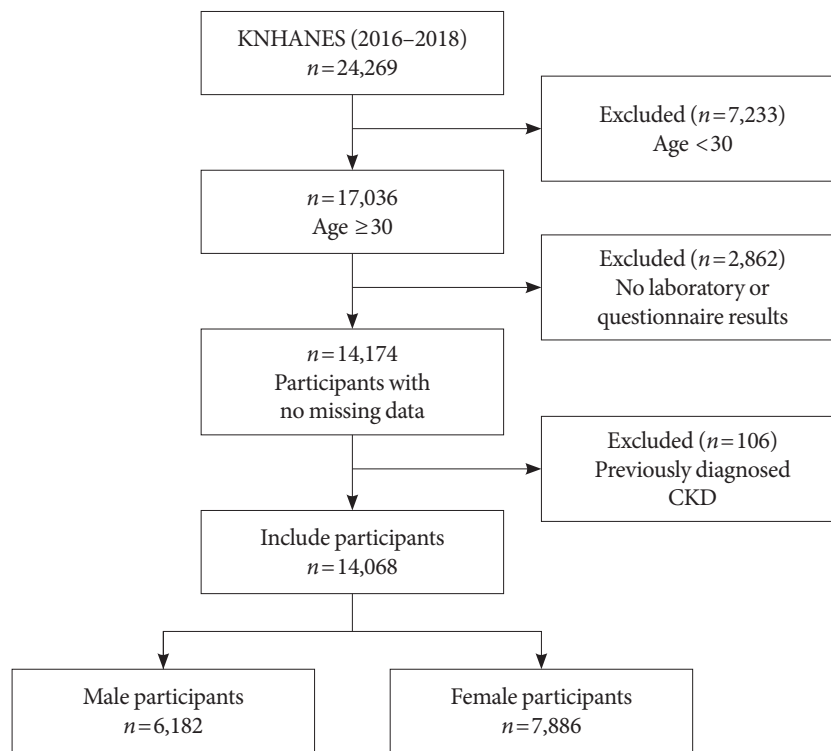 KNHANES (2016–2018)
n=24,269
Excluded (n=7,233)
Age <30
n=17,036
Age ≥30
Excluded (n=2,862)
No laboratory or
questionnaire results
n=14,174
Participants with
no missing data
Excluded (n=106)
Previously diagnosed
CKD
Include participants
n=14,068
Male participants
n=6,182
Female participants
n=7,886